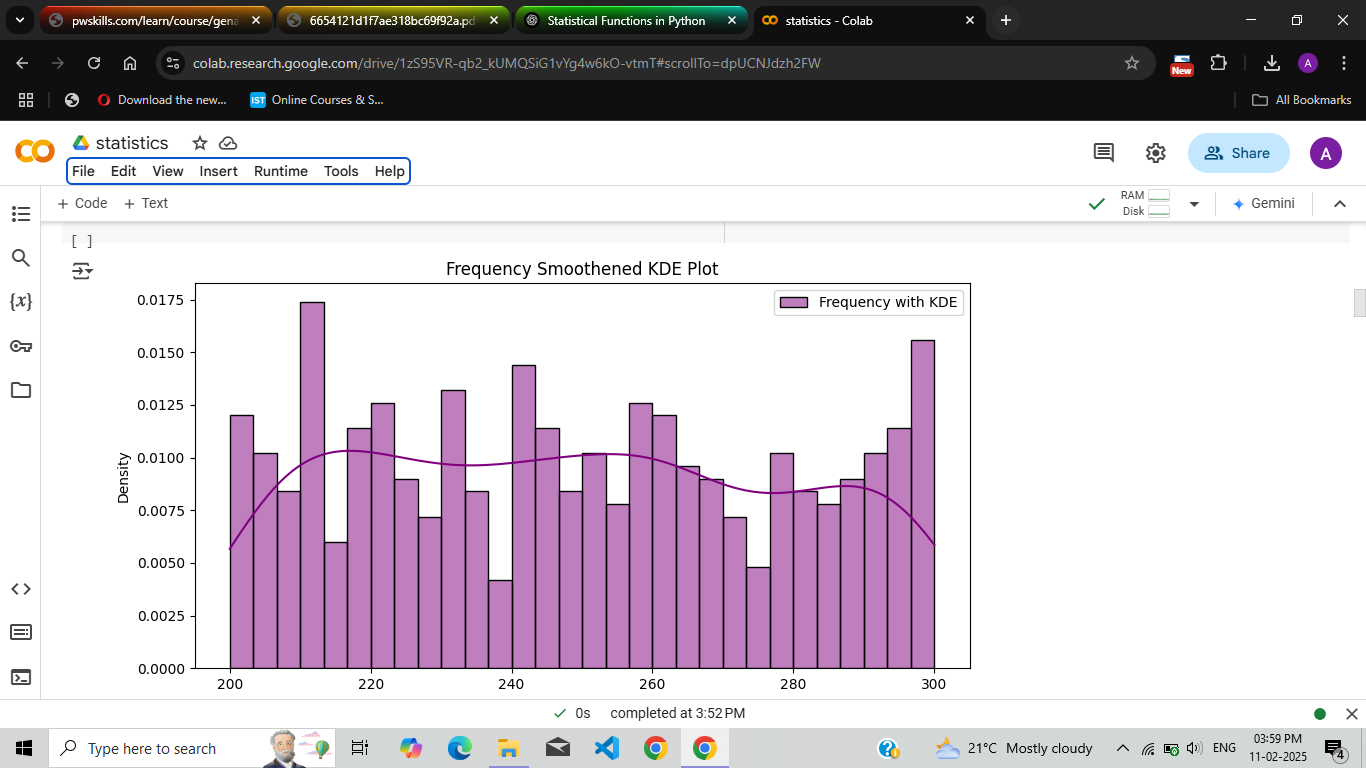 pwskills.com/learn/course/gena
6654121d1f7ae318bc69f92a.pd
Statistical Functions in Python
statistics - Colab
colab.research.google.com/drive/1zS95VR-qb2_kUMQSiG1vYg4w6kO-vtmT#scrollTo=dpUCNJdzh2FW
New
A
Download the new...
IST
Online Courses & S...
All Bookmarks
statistics
File Edit View Insert Runtime Tools Help
Share
A
+ Code + Text
RAM
Disk
Gemini
[ ]
{x}
Frequency Smoothened KDE Plot
Frequency with KDE
0.0175
0.0150
0.0125
0.0100
0.0075
0.0050
0.0025
0.0000
Density
200 220 240 260 280 300
0s completed at 3:52 PM
Type here to search
21°C Mostly cloudy
ENG
03:59 PM
11-02-2025
4